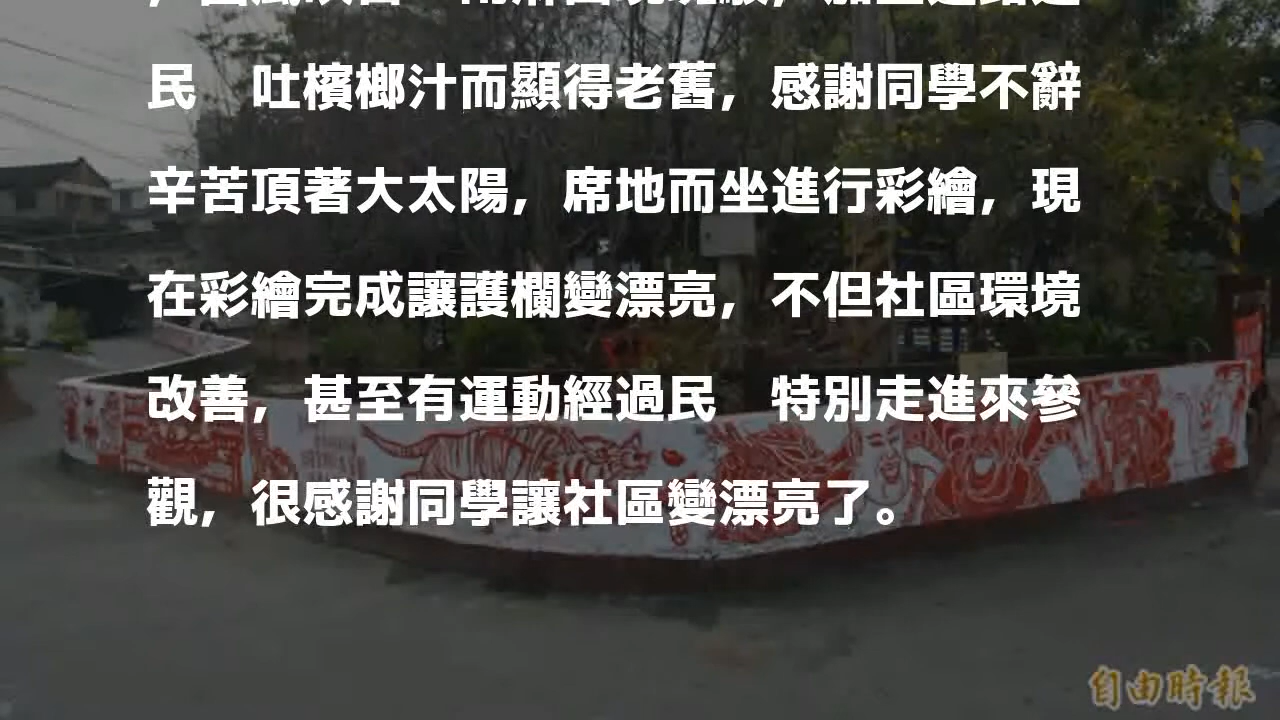 民　吐檳榔汁而顯得老舊，感謝同學不辭
辛苦頂著大太陽，席地而坐進行彩繪，現
在彩繪完成讓護欄變漂亮，不但社區環境
改善，甚至有運動經過民　特別走進來參
觀，很感謝同學讓社區變漂亮了。
自由時報